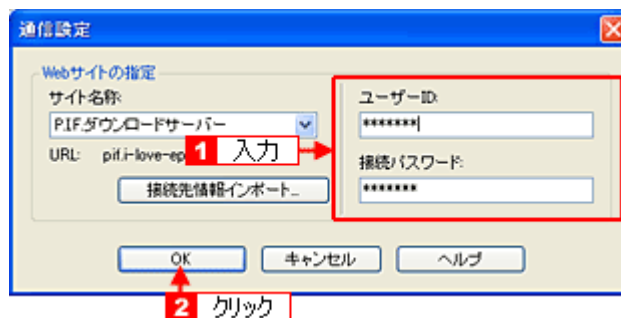 通信設定
Webサイトの指定
サイト名称:
P.I.F.ダウンロードサーバー
URL: pif.i-love-ep
接続先情報インポート...
ユーザーID:
*******
接続パスワード:
*******
1 入力
OK
キャンセル
ヘルプ
2 クリック